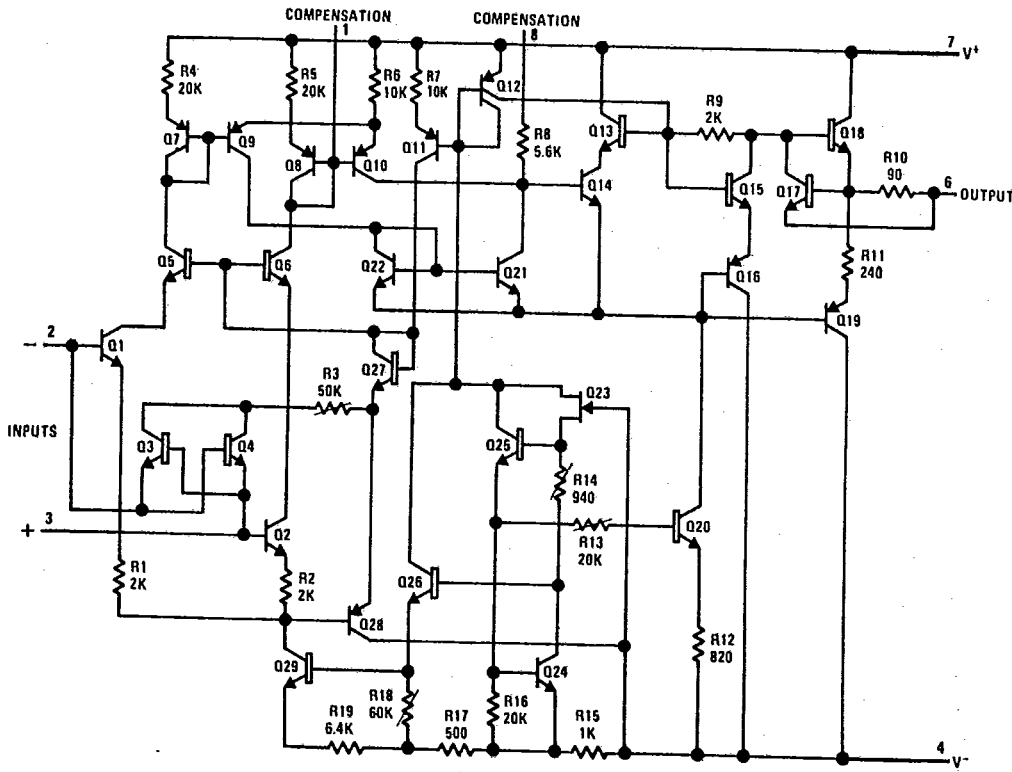 COMPENSATION
1
COMPENSATION
8
7
V+
R4
20K
R5
20K
R6
10K
R7
10K
Q12
R9
2K
Q7
Q9
Q8
Q10
Q11
R8
5.6K
Q13
Q18
R10
90
Q14
Q15
Q17
6
OUTPUT
Q5
Q6
Q22
Q21
Q16
R11
240
Q19
2
−
Q1
Q27
R3
50K
Q23
INPUTS
Q3
Q4
Q25
R14
940
+
3
Q2
R13
20K
Q20
R1
2K
R2
2K
Q26
Q28
R12
820
Q29
Q24
R18
60K
R16
20K
R19
6.4K
R17
500
R15
1K
4
V−